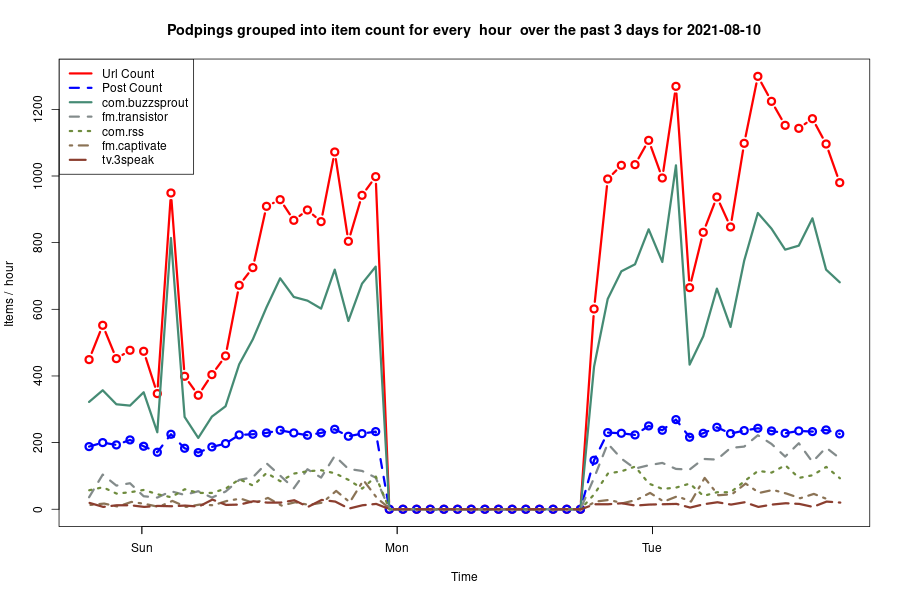 Podpings grouped into item count for every  hour  over the past 3 days for 2021-08-10
Url Count
Post Count
com.buzzsprout
fm.transistor
com.rss
fm.captivate
tv.3speak
Items /  hour
1200
1000
800
600
400
200
0
Sun Mon Tue
Time